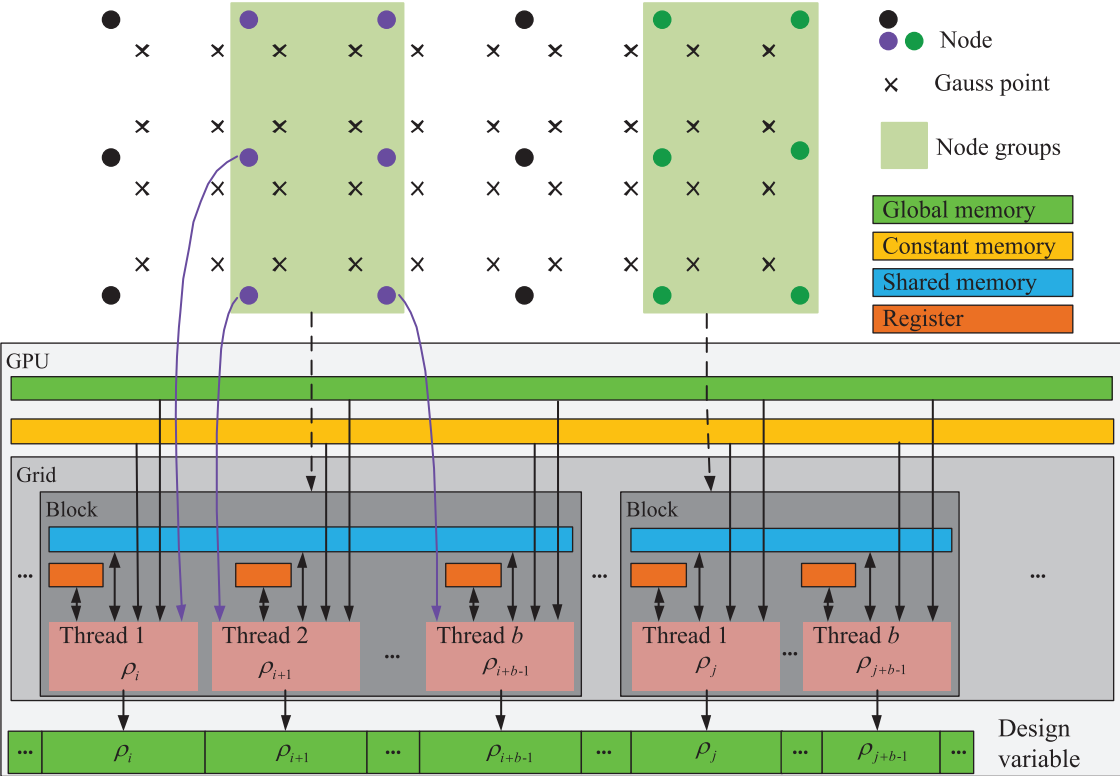 Node
Gauss point
Node groups
Global memory
Constant memory
Shared memory
Register
GPU
Grid
Block
Block
... ... ...
Thread 1 Thread 2 ... Thread b Thread 1 ... Thread b
ρᵢ ρᵢ₊₁ ρᵢ₊b₋₁ ρⱼ ρⱼ₊b₋₁
Design
variable
... ρᵢ ρᵢ₊₁ ... ρᵢ₊b₋₁ ... ρⱼ ... ρⱼ₊b₋₁ ...